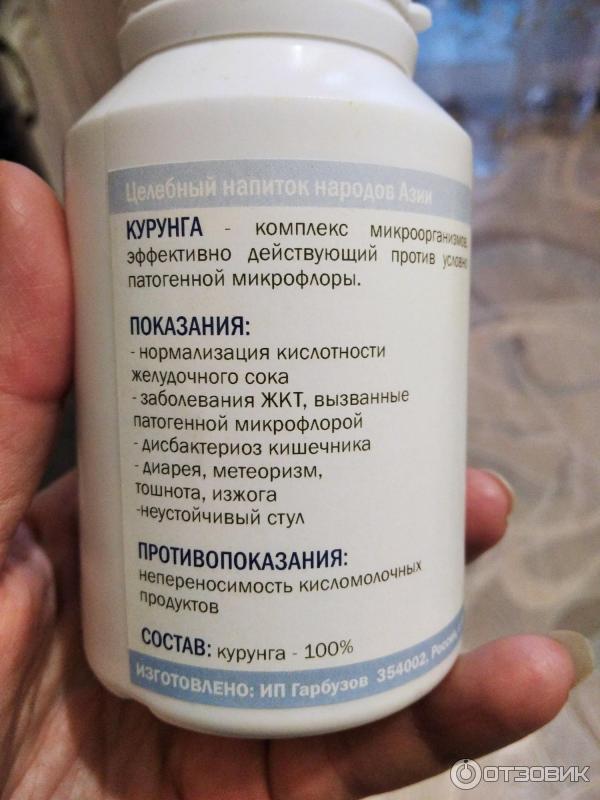 Целебный напиток народов Азии
КУРУНГА - комплекс микроорганизмов,
эффективно действующий против условно
патогенной микрофлоры.
ПОКАЗАНИЯ:
- нормализация кислотности
желудочного сока
- заболевания ЖКТ, вызванные
патогенной микрофлорой
- дисбактериоз кишечника
- диарея, метеоризм,
тошнота, изжога
-неустойчивый стул
ПРОТИВОПОКАЗАНИЯ:
непереносимость кисломолочных
продуктов
СОСТАВ: курунга - 100%
ИЗГОТОВЛЕНО: ИП Гарбузов 354002, Россия,
ОТЗОВИК